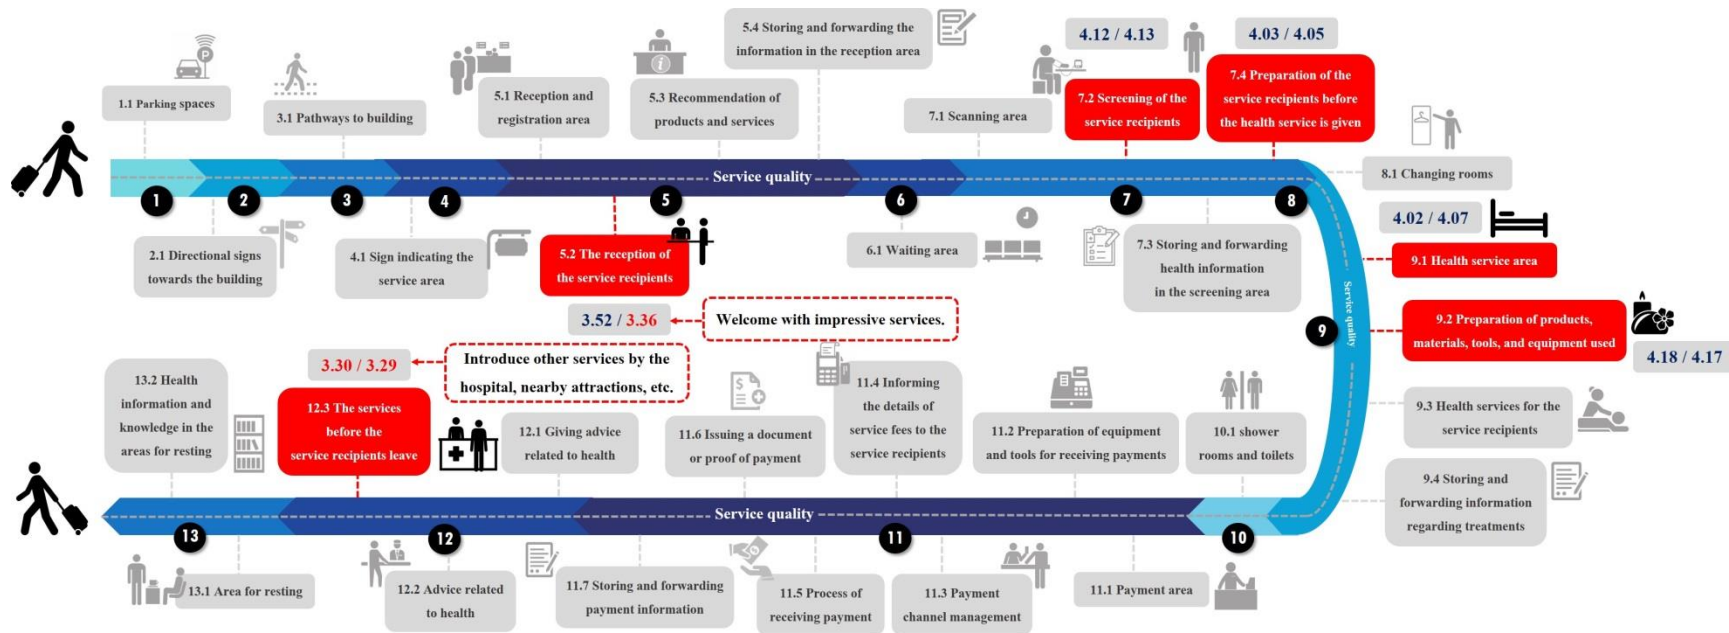 5.4 Storing and forwarding the
information in the reception area
4.12 / 4.13
4.03 / 4.05
P
1.1 Parking spaces
3.1 Pathways to building
5.1 Reception and
registration area
i
5.3 Recommendation of
products and services
7.1 Scanning area
7.2 Screening of the
service recipients
7.4 Preparation of the
service recipients before
the health service is given
8.1 Changing rooms
Service quality
1
2
3
4
5
6
7
8
2.1 Directional signs
towards the building
4.1 Sign indicating the
service area
5.2 The reception of
the service recipients
6.1 Waiting area
7.3 Storing and forwarding
health information
in the screening area
4.02 / 4.07
9.1 Health service area
Service quality
9
9.2 Preparation of products,
materials, tools, and equipment used
4.18 / 4.17
3.52 / 3.36
Welcome with impressive services.
3.30 / 3.29
Introduce other services by the
hospital, nearby attractions, etc.
13.2 Health
information and
knowledge in the
areas for resting
12.3 The services
before the
service recipients leave
12.1 Giving advice
related to health
$
11.6 Issuing a document
or proof of payment
11.4 Informing
the details of
service fees to the
service recipients
11.2 Preparation of equipment
and tools for receiving payments
10.1 shower
rooms and toilets
9.3 Health services for the
service recipients
9.4 Storing and
forwarding information
regarding treatments
Service quality
13
12
11
10
13.1 Area for resting
12.2 Advice related
to health
11.7 Storing and forwarding
payment information
11.5 Process of
receiving payment
11.3 Payment
channel management
11.1 Payment area